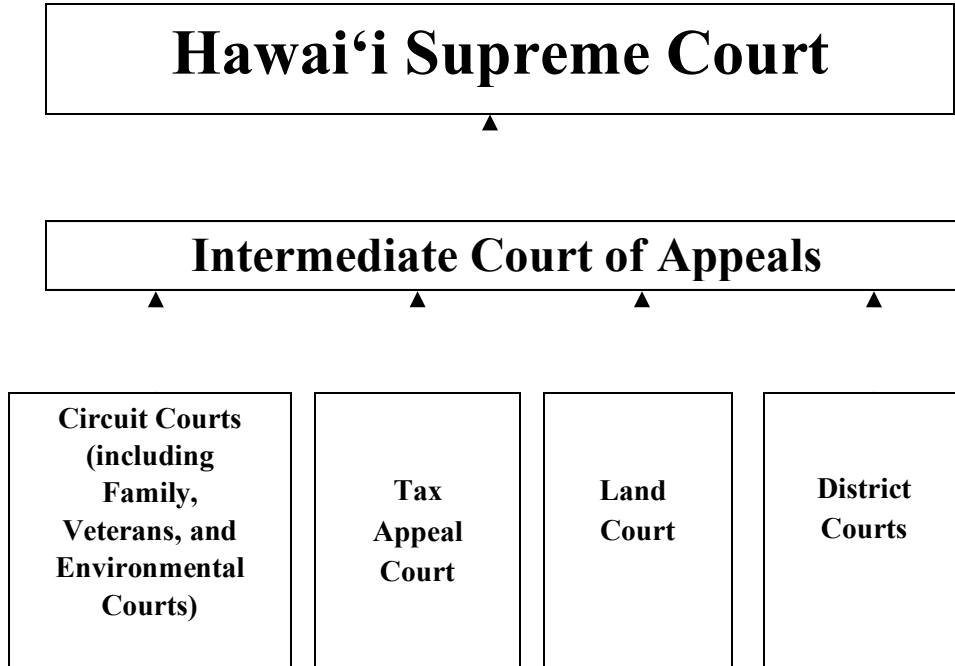 Hawai‘i Supreme Court
Intermediate Court of Appeals
Circuit Courts
(including
Family,
Veterans, and
Environmental
Courts)
Tax
Appeal
Court
Land
Court
District
Courts